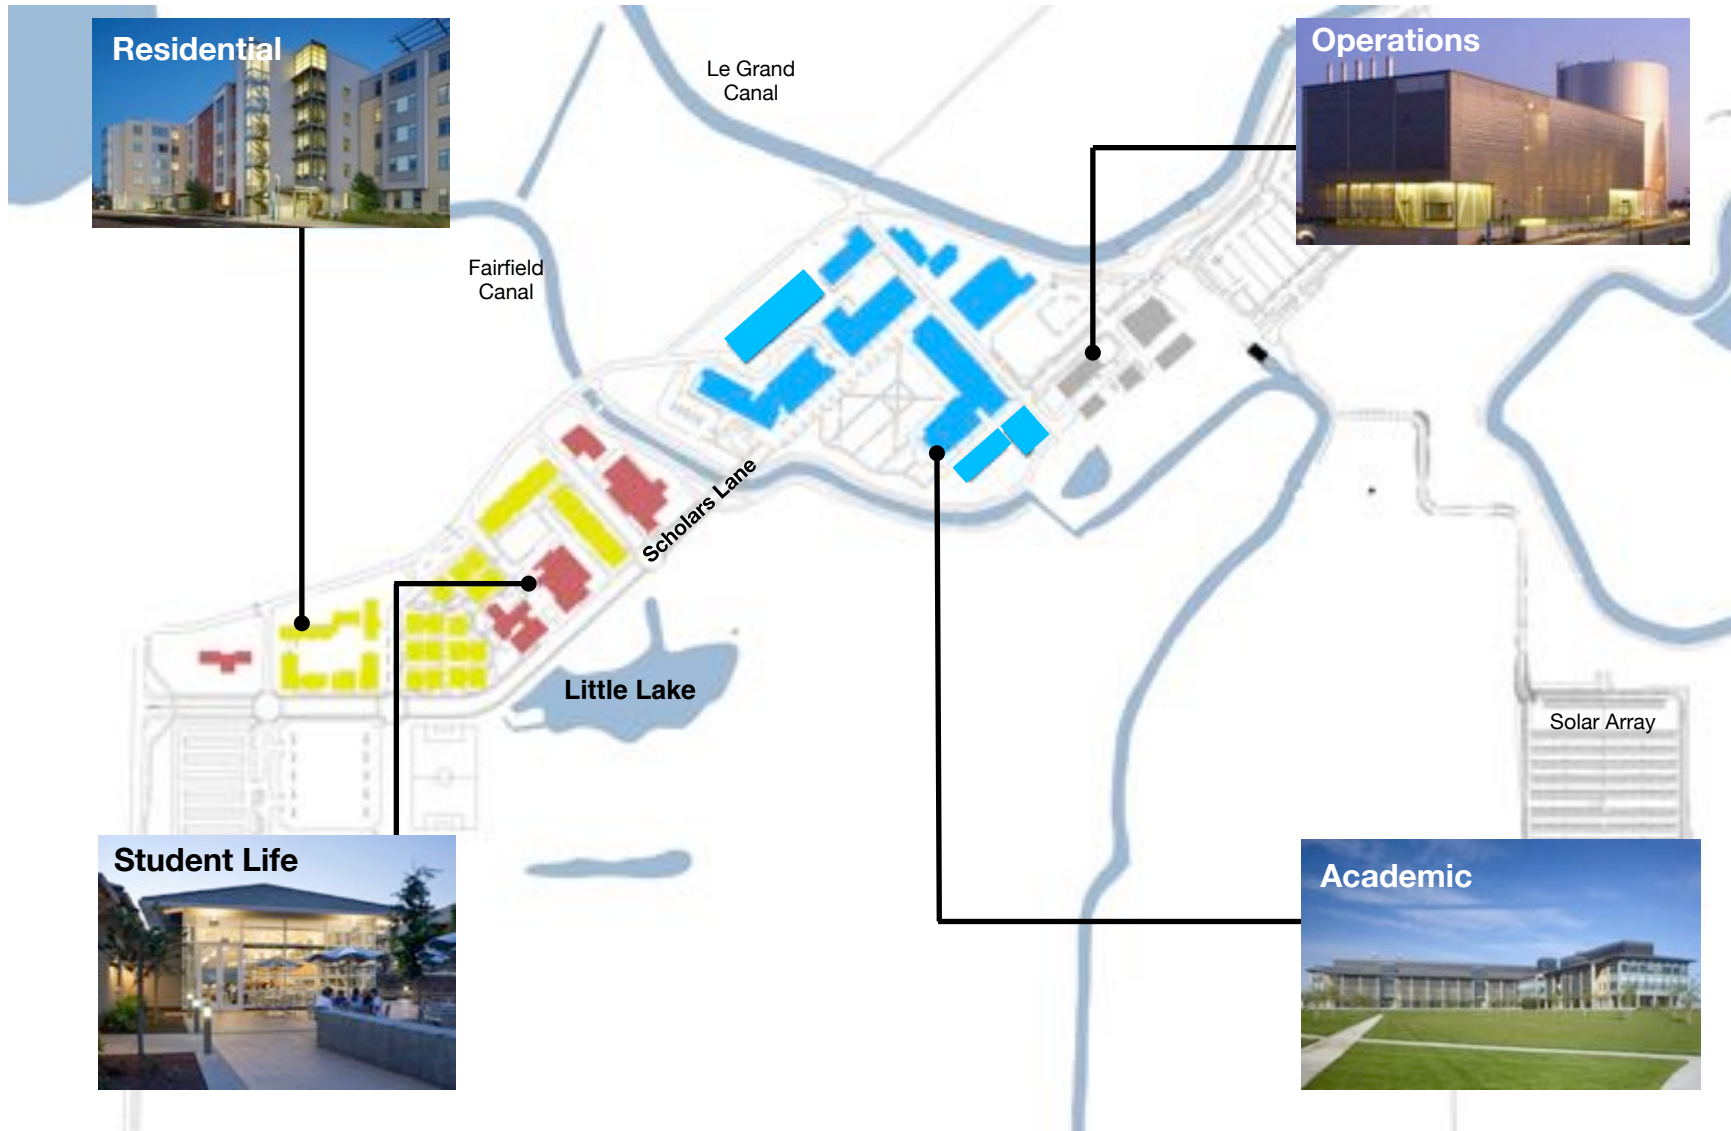 Residential
Operations
Le Grand
Canal
Fairfield
Canal
Scholars Lane
Little Lake
Solar Array
Student Life
Academic